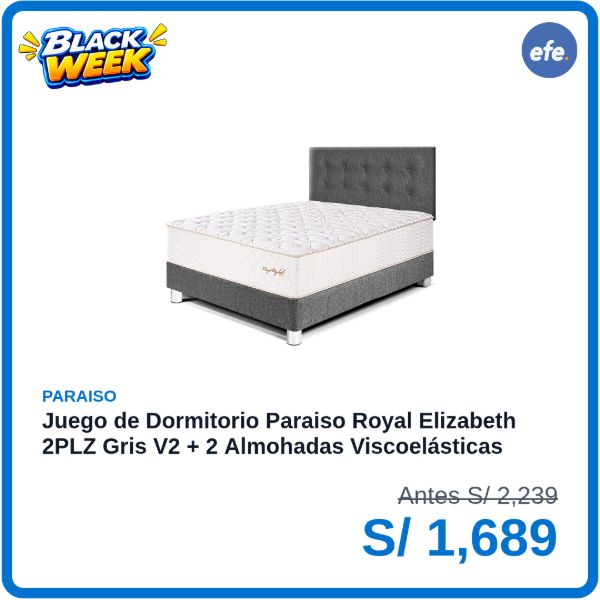 BLACK
WEEK
efe.
PARAISO
Juego de Dormitorio Paraiso Royal Elizabeth
2PLZ Gris V2 + 2 Almohadas Viscoelásticas
Antes S/ 2,239
S/ 1,689